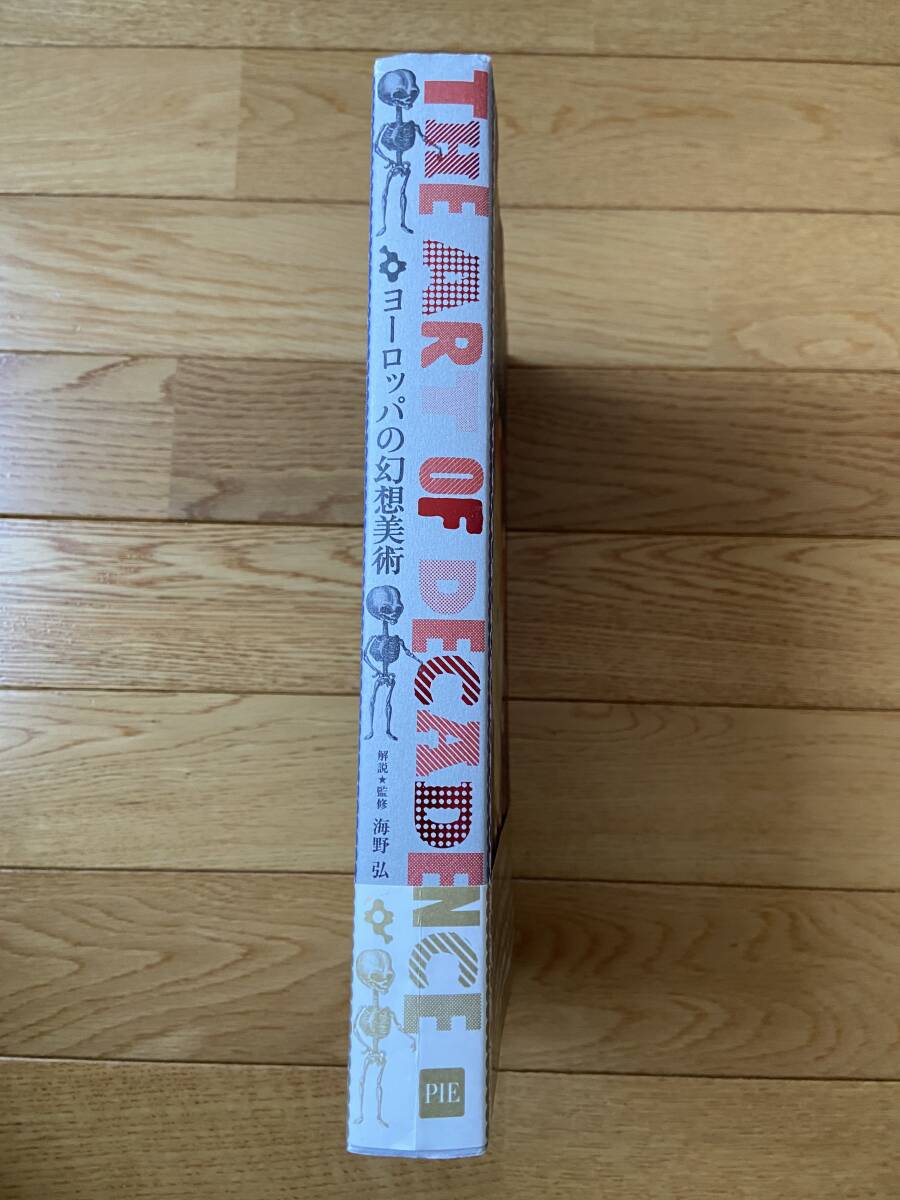 THE ART OF DECADENCE
ヨーロッパの幻想美術
解説★監修 海野 弘
PIE